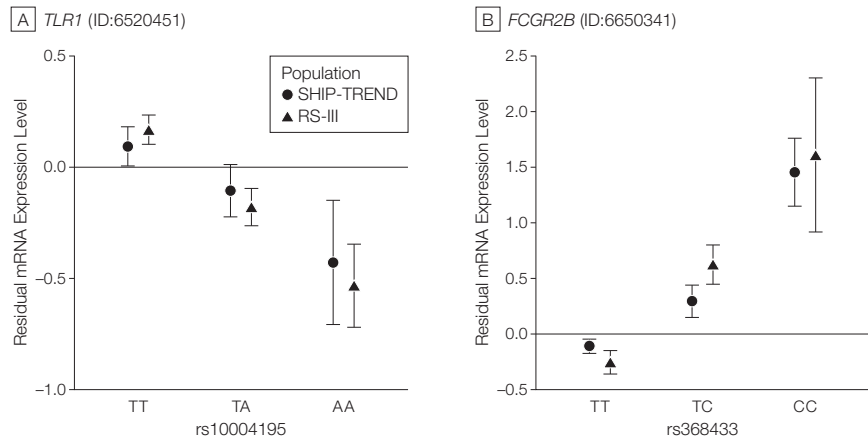 A TLR1 (ID:6520451)
Residual mRNA Expression Level
0.5
0.0
−0.5
−1.0
Population
SHIP-TREND
RS-III
TT TA AA
rs10004195
B FCGR2B (ID:6650341)
Residual mRNA Expression Level
2.5
2.0
1.5
1.0
0.5
0.0
−0.5
TT TC CC
rs368433